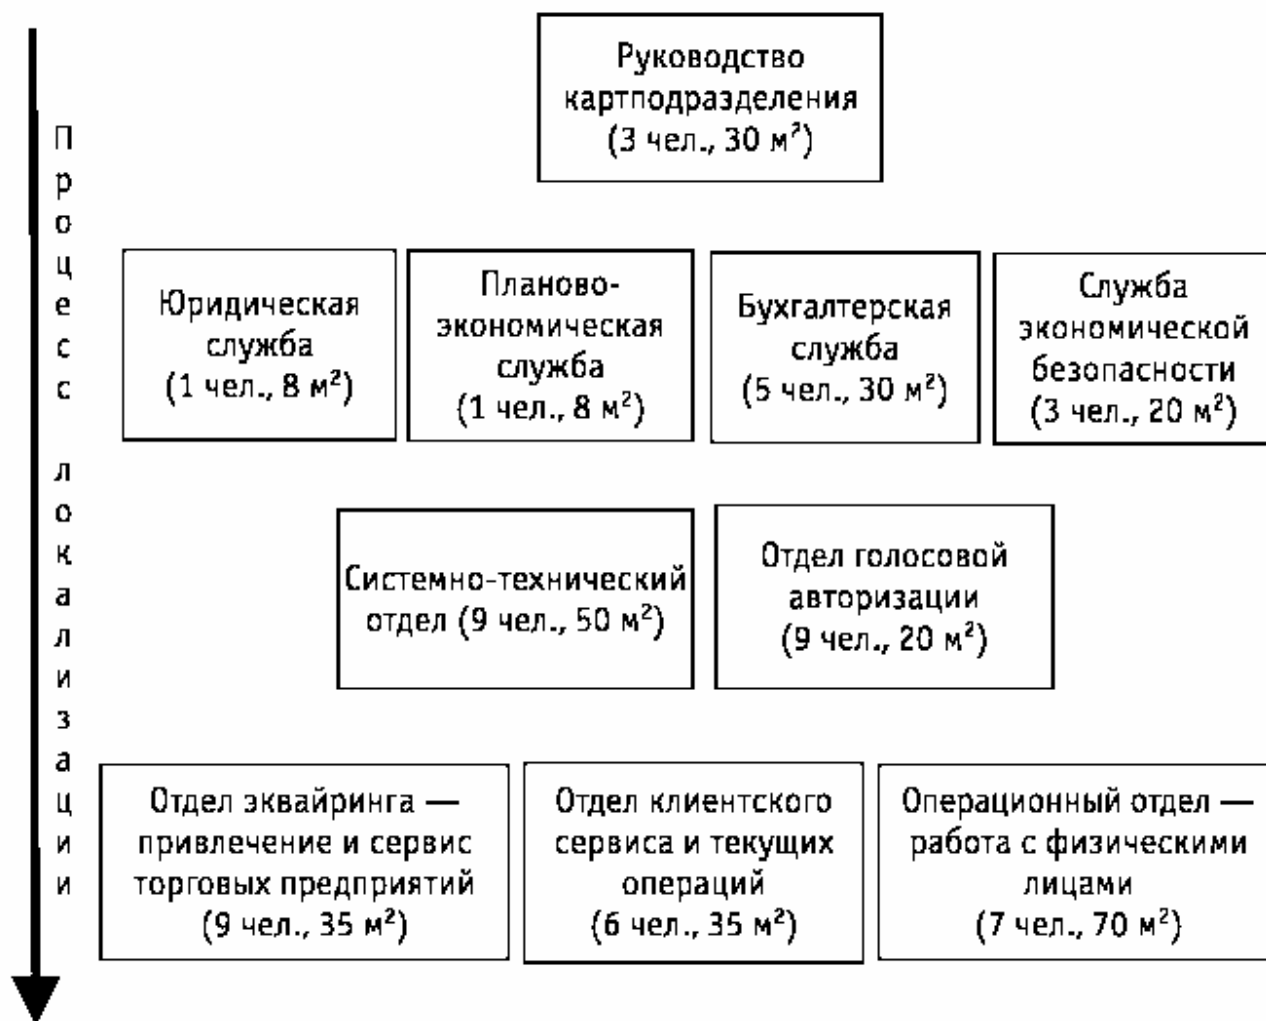 Процесс локализации
Руководство
картподразделения
(3 чел., 30 м²)
Юридическая
служба
(1 чел., 8 м²)
Планово-
экономическая
служба
(1 чел., 8 м²)
Бухгалтерская
служба
(5 чел., 30 м²)
Служба
экономической
безопасности
(3 чел., 20 м²)
Системно-технический
отдел (9 чел., 50 м²)
Отдел голосовой
авторизации
(9 чел., 20 м²)
Отдел эквайринга —
привлечение и сервис
торговых предприятий
(9 чел., 35 м²)
Отдел клиентского
сервиса и текущих
операций
(6 чел., 35 м²)
Операционный отдел —
работа с физическими
лицами
(7 чел., 70 м²)